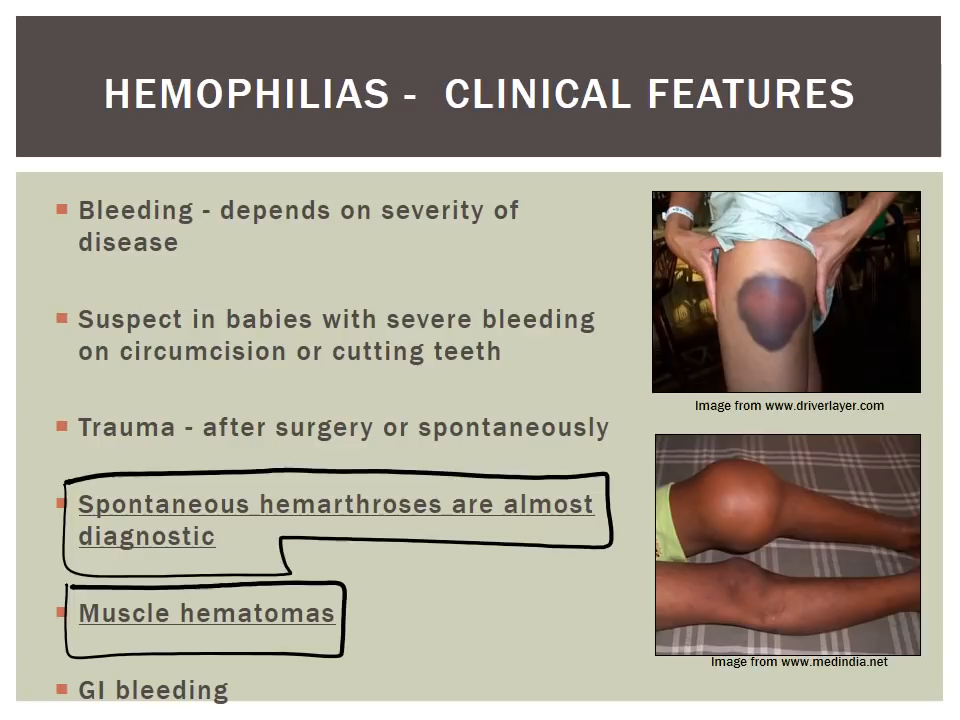 HEMOPHILIAS - CLINICAL FEATURES
Bleeding - depends on severity of
disease
Suspect in babies with severe bleeding
on circumcision or cutting teeth
Trauma - after surgery or spontaneously
Spontaneous hemarthroses are almost
diagnostic
Muscle hematomas
GI bleeding
Image from www.driverlayer.com
Image from www.medindia.net